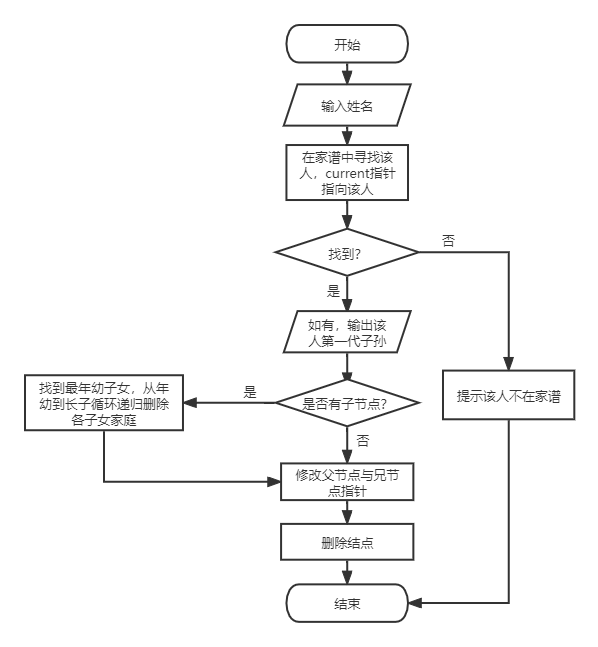 开始
输入姓名
在家谱中寻找该
人，current指针
指向该人
找到？
否
是
如有，输出该
人第一代子孙
找到最年幼子女，从年
幼到长子循环递归删除
各子女家庭
是
是否有子节点？
提示该人不在家谱
否
修改父节点与兄节
点指针
删除结点
结束